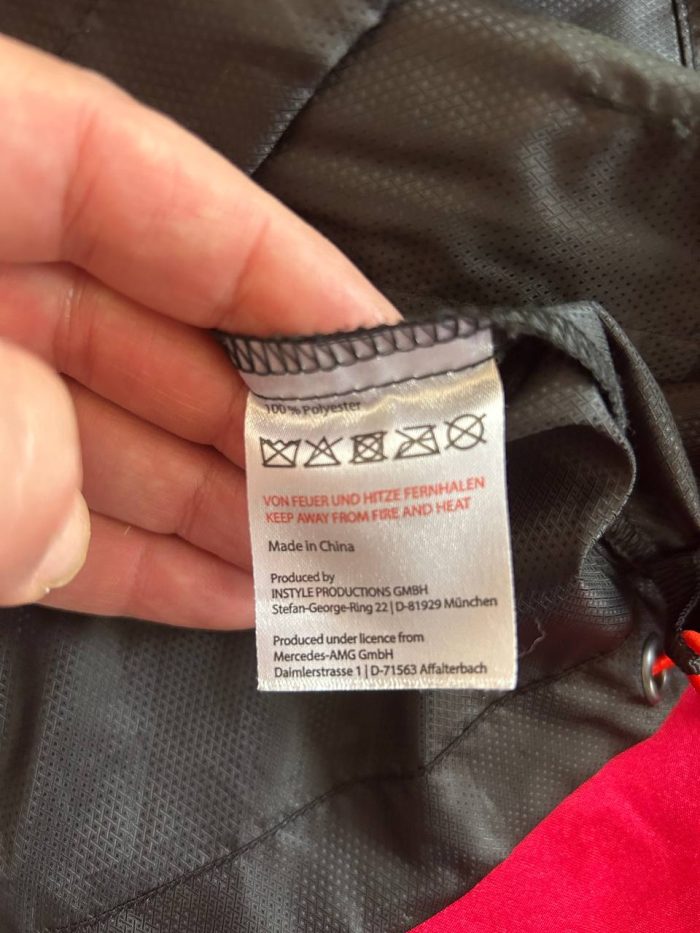 100 % Polyester
VON FEUER UND HITZE FERNHALEN
KEEP AWAY FROM FIRE AND HEAT
Made in China
Produced by
INSTYLE PRODUCTIONS GMBH
Stefan-George-Ring 22 | D-81929 München
Produced under licence from
Mercedes-AMG GmbH
Daimlerstrasse 1 | D-71563 Affalterbach